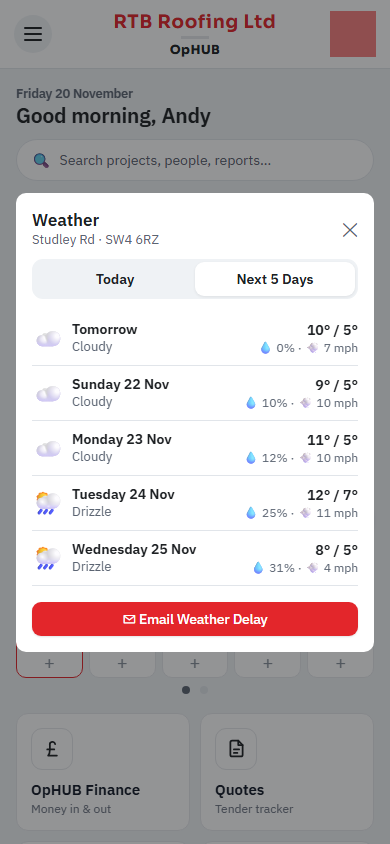 RTB Roofing Ltd
OpHUB
Friday 20 November
Good morning, Andy
Search projects, people, reports...
Weather
Studley Rd · SW4 6RZ
Today
Next 5 Days
Tomorrow
10° / 5°
Cloudy
0% · 7 mph
Sunday 22 Nov
9° / 5°
Cloudy
10% · 10 mph
Monday 23 Nov
11° / 5°
Cloudy
12% · 10 mph
Tuesday 24 Nov
12° / 7°
Drizzle
25% · 11 mph
Wednesday 25 Nov
8° / 5°
Drizzle
31% · 4 mph
Email Weather Delay
+ + + + +
£
OpHUB Finance
Money in & out
Quotes
Tender tracker